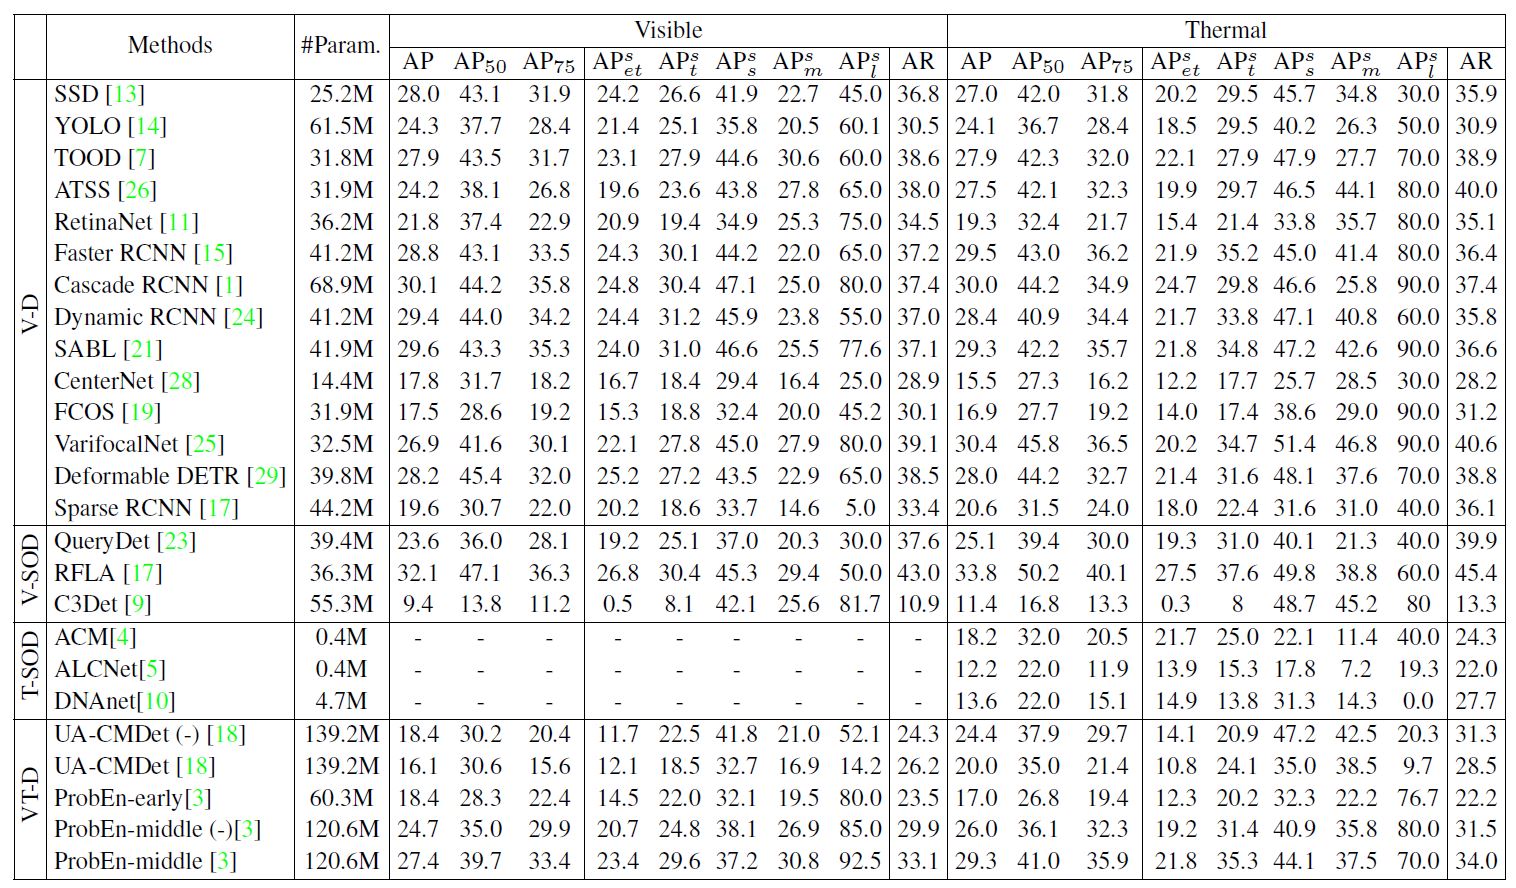 Methods #Param. Visible Thermal
AP AP50 AP75 AP^s_et AP^s_t AP^s_s AP^s_m AP^s_l AR AP AP50 AP75 AP^s_et AP^s_t AP^s_s AP^s_m AP^s_l AR
V-D
SSD [13] 25.2M 28.0 43.1 31.9 24.2 26.6 41.9 22.7 45.0 36.8 27.0 42.0 31.8 20.2 29.5 45.7 34.8 30.0 35.9
YOLO [14] 61.5M 24.3 37.7 28.4 21.4 25.1 35.8 20.5 60.1 30.5 24.1 36.7 28.4 18.5 29.5 40.2 26.3 50.0 30.9
TOOD [7] 31.8M 27.9 43.5 31.7 23.1 27.9 44.6 30.6 60.0 38.6 27.9 42.3 32.0 22.1 27.9 47.9 27.7 70.0 38.9
ATSS [26] 31.9M 24.2 38.1 26.8 19.6 23.6 43.8 27.8 65.0 38.0 27.5 42.1 32.3 19.9 29.7 46.5 44.1 80.0 40.0
RetinaNet [11] 36.2M 21.8 37.4 22.9 20.9 19.4 34.9 25.3 75.0 34.5 19.3 32.4 21.7 15.4 21.4 33.8 35.7 80.0 35.1
Faster RCNN [15] 41.2M 28.8 43.1 33.5 24.3 30.1 44.2 22.0 65.0 37.2 29.5 43.0 36.2 21.9 35.2 45.0 41.4 80.0 36.4
Cascade RCNN [1] 68.9M 30.1 44.2 35.8 24.8 30.4 47.1 25.0 80.0 37.4 30.0 44.2 34.9 24.7 29.8 46.6 25.8 90.0 37.4
Dynamic RCNN [24] 41.2M 29.4 44.0 34.2 24.4 31.2 45.9 23.8 55.0 37.0 28.4 40.9 34.4 21.7 33.8 47.1 40.8 60.0 35.8
SABL [21] 41.9M 29.6 43.3 35.3 24.0 31.0 46.6 25.5 77.6 37.1 29.3 42.2 35.7 21.8 34.8 47.2 42.6 90.0 36.6
CenterNet [28] 14.4M 17.8 31.7 18.2 16.7 18.4 29.4 16.4 25.0 28.9 15.5 27.3 16.2 12.2 17.7 25.7 28.5 30.0 28.2
FCOS [19] 31.9M 17.5 28.6 19.2 15.3 18.8 32.4 20.0 45.2 30.1 16.9 27.7 19.2 14.0 17.4 38.6 29.0 90.0 31.2
VarifocalNet [25] 32.5M 26.9 41.6 30.1 22.1 27.8 45.0 27.9 80.0 39.1 30.4 45.8 36.5 20.2 34.7 51.4 46.8 90.0 40.6
Deformable DETR [29] 39.8M 28.2 45.4 32.0 25.2 27.2 43.5 22.9 65.0 38.5 28.0 44.2 32.7 21.4 31.6 48.1 37.6 70.0 38.8
Sparse RCNN [17] 44.2M 19.6 30.7 22.0 20.2 18.6 33.7 14.6 5.0 33.4 20.6 31.5 24.0 18.0 22.4 31.6 31.0 40.0 36.1
V-SOD
QueryDet [23] 39.4M 23.6 36.0 28.1 19.2 25.1 37.0 20.3 30.0 37.6 25.1 39.4 30.0 19.3 31.0 40.1 21.3 40.0 39.9
RFLA [17] 36.3M 32.1 47.1 36.3 26.8 30.4 45.3 29.4 50.0 43.0 33.8 50.2 40.1 27.5 37.6 49.8 38.8 60.0 45.4
C3Det [9] 55.3M 9.4 13.8 11.2 0.5 8.1 42.1 25.6 81.7 10.9 11.4 16.8 13.3 0.3 8 48.7 45.2 80 13.3
T-SOD
ACM[4] 0.4M - - - - - - - - - 18.2 32.0 20.5 21.7 25.0 22.1 11.4 40.0 24.3
ALCNet[5] 0.4M - - - - - - - - - 12.2 22.0 11.9 13.9 15.3 17.8 7.2 19.3 22.0
DNAnet[10] 4.7M - - - - - - - - - 13.6 22.0 15.1 14.9 13.8 31.3 14.3 0.0 27.7
VT-D
UA-CMDet (-) [18] 139.2M 18.4 30.2 20.4 11.7 22.5 41.8 21.0 52.1 24.3 24.4 37.9 29.7 14.1 20.9 47.2 42.5 20.3 31.3
UA-CMDet [18] 139.2M 16.1 30.6 15.6 12.1 18.5 32.7 16.9 14.2 26.2 20.0 35.0 21.4 10.8 24.1 35.0 38.5 9.7 28.5
ProbEn-early[3] 60.3M 18.4 28.3 22.4 14.5 22.0 32.1 19.5 80.0 23.5 17.0 26.8 19.4 12.3 20.2 32.3 22.2 76.7 22.2
ProbEn-middle (-)[3] 120.6M 24.7 35.0 29.9 20.7 24.8 38.1 26.9 85.0 29.9 26.0 36.1 32.3 19.2 31.4 40.9 35.8 80.0 31.5
ProbEn-middle [3] 120.6M 27.4 39.7 33.4 23.4 29.6 37.2 30.8 92.5 33.1 29.3 41.0 35.9 21.8 35.3 44.1 37.5 70.0 34.0